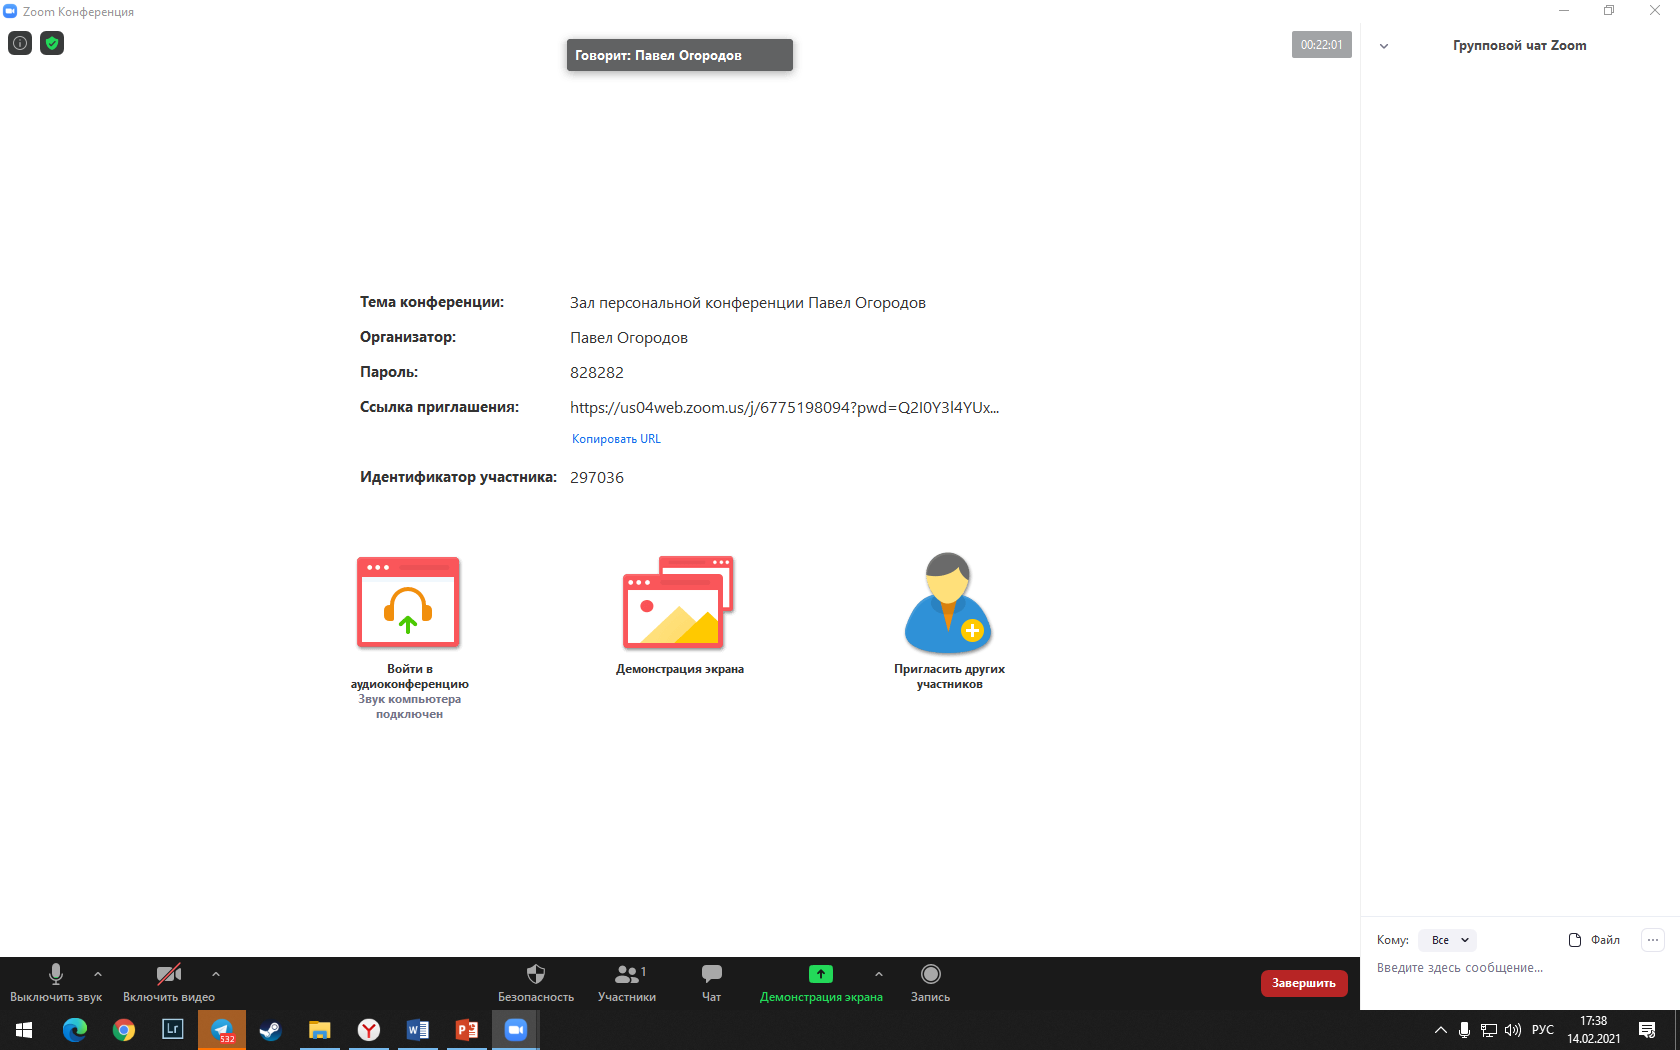 Zoom Конференция
Говорит: Павел Огородов
00:22:01
Групповой чат Zoom
Тема конференции: Зал персональной конференции Павел Огородов
Организатор: Павел Огородов
Пароль: 828282
Ссылка приглашения: https://us04web.zoom.us/j/6775198094?pwd=Q2I0Y3l4YUx...
Копировать URL
Идентификатор участника: 297036
Войти в
аудиоконференцию
Звук компьютера
подключен
Демонстрация экрана
Пригласить других
участников
Кому: Все Файл
Введите здесь сообщение...
Выключить звук
Включить видео
Безопасность
1
Участники
Чат
Демонстрация экрана
Запись
Завершить
Lr
532
РУС
17:38
14.02.2021